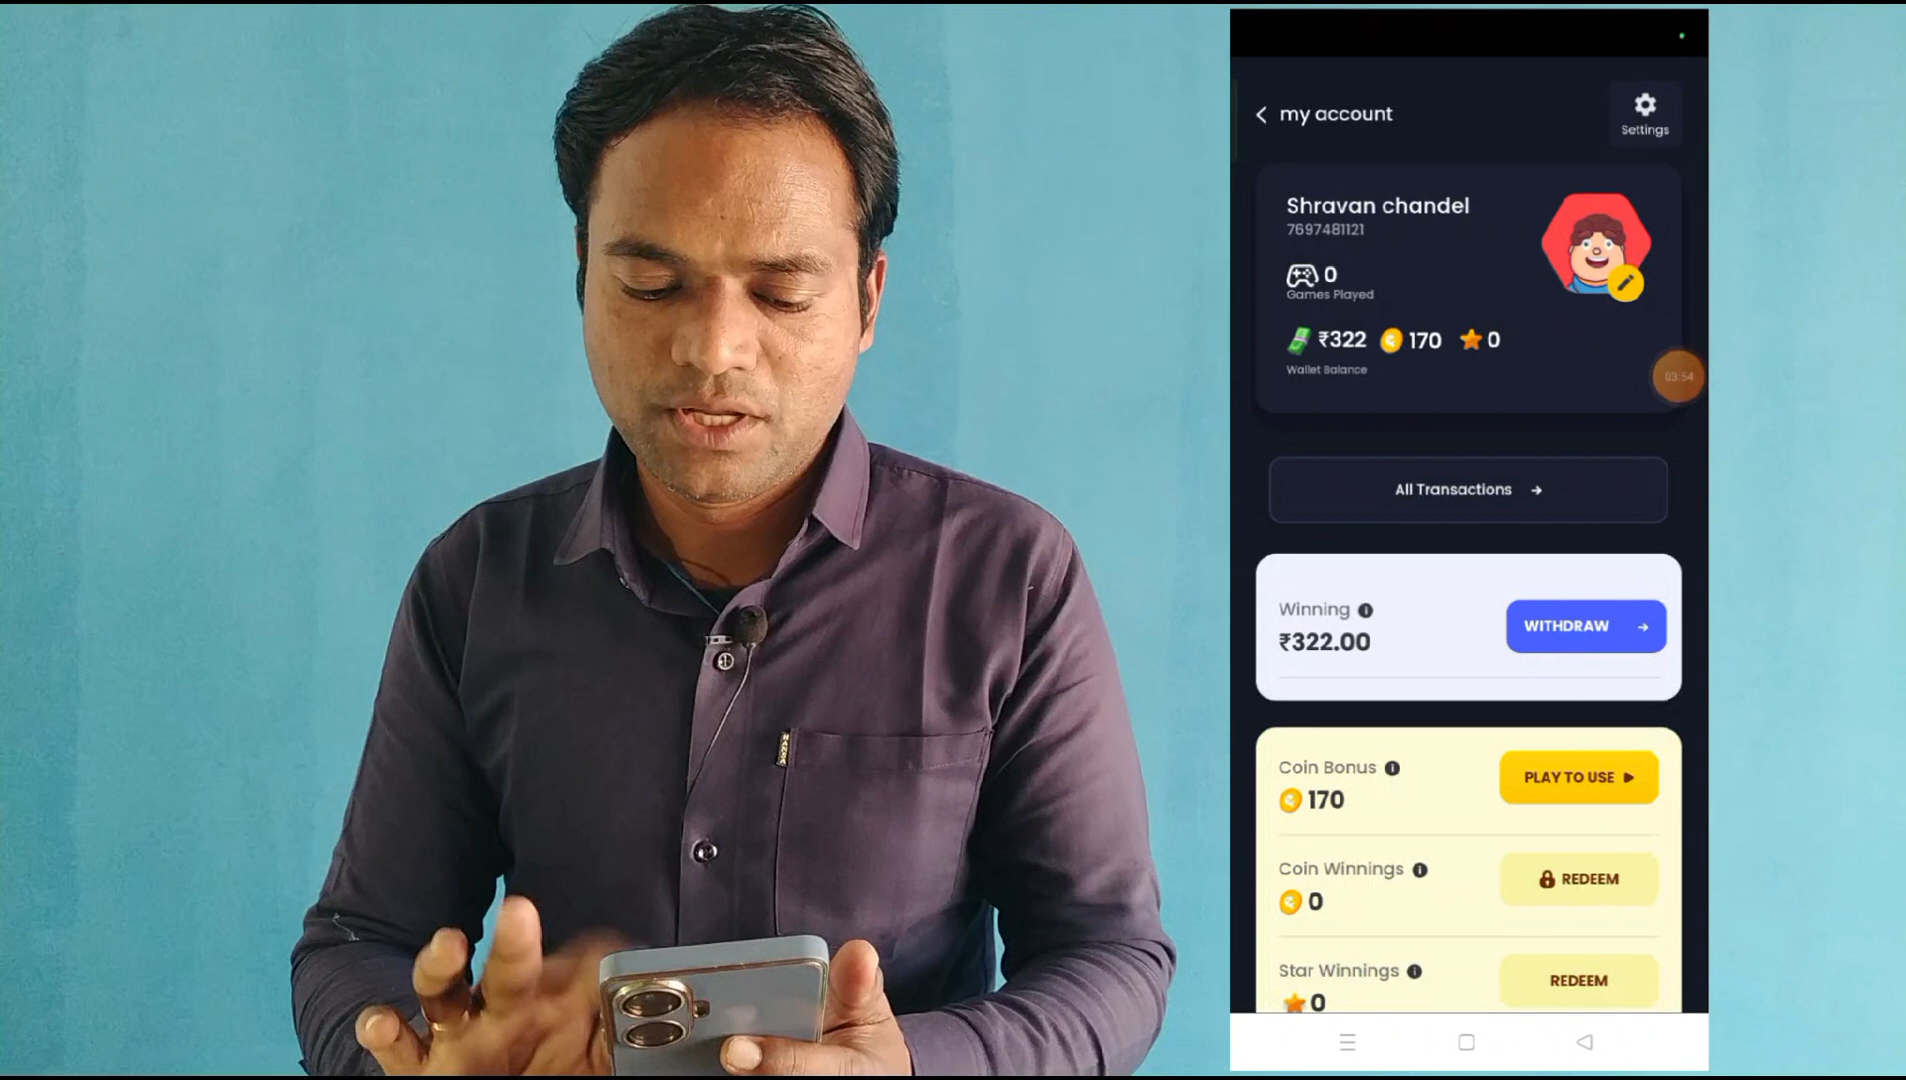 my account
Settings
Shravan chandel
7697481121
0
Games Played
₹322 170 0
Wallet Balance
03:54
All Transactions →
Winning
₹322.00
WITHDRAW →
Coin Bonus
170
PLAY TO USE
Coin Winnings
0
REDEEM
Star Winnings
0
REDEEM